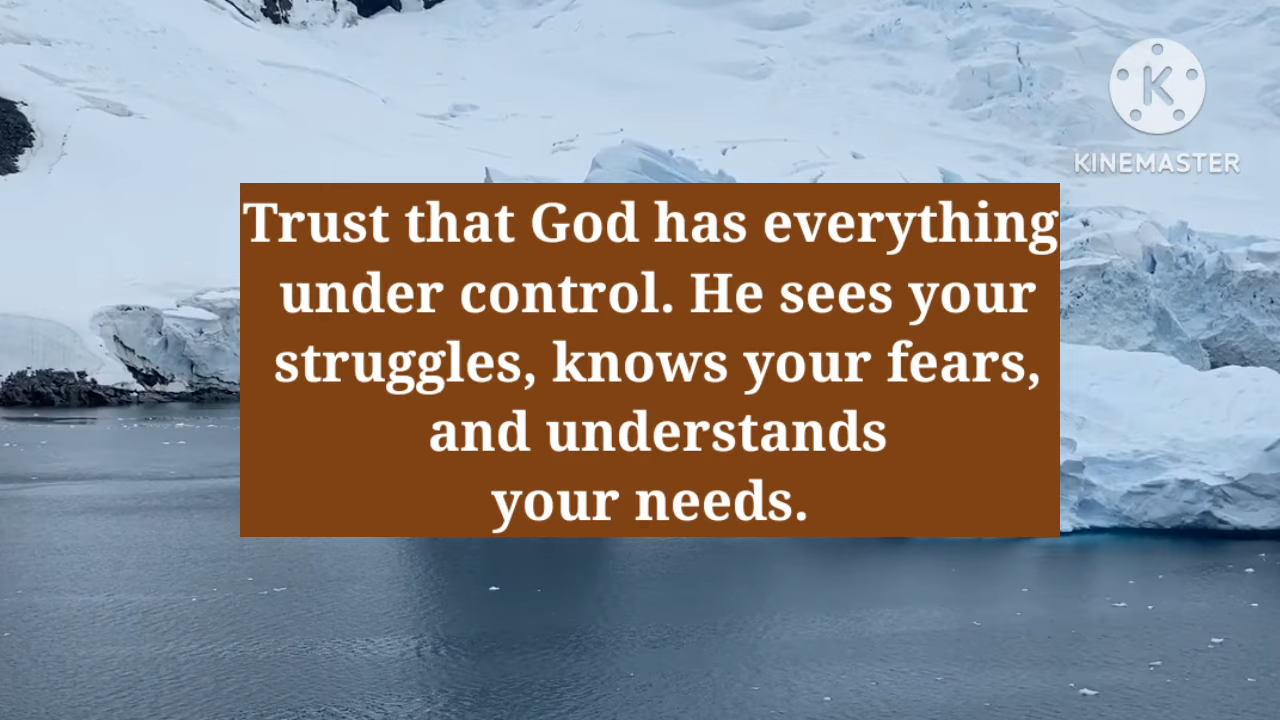 K
KINEMASTER
Trust that God has everything
under control. He sees your
struggles, knows your fears,
and understands
your needs.